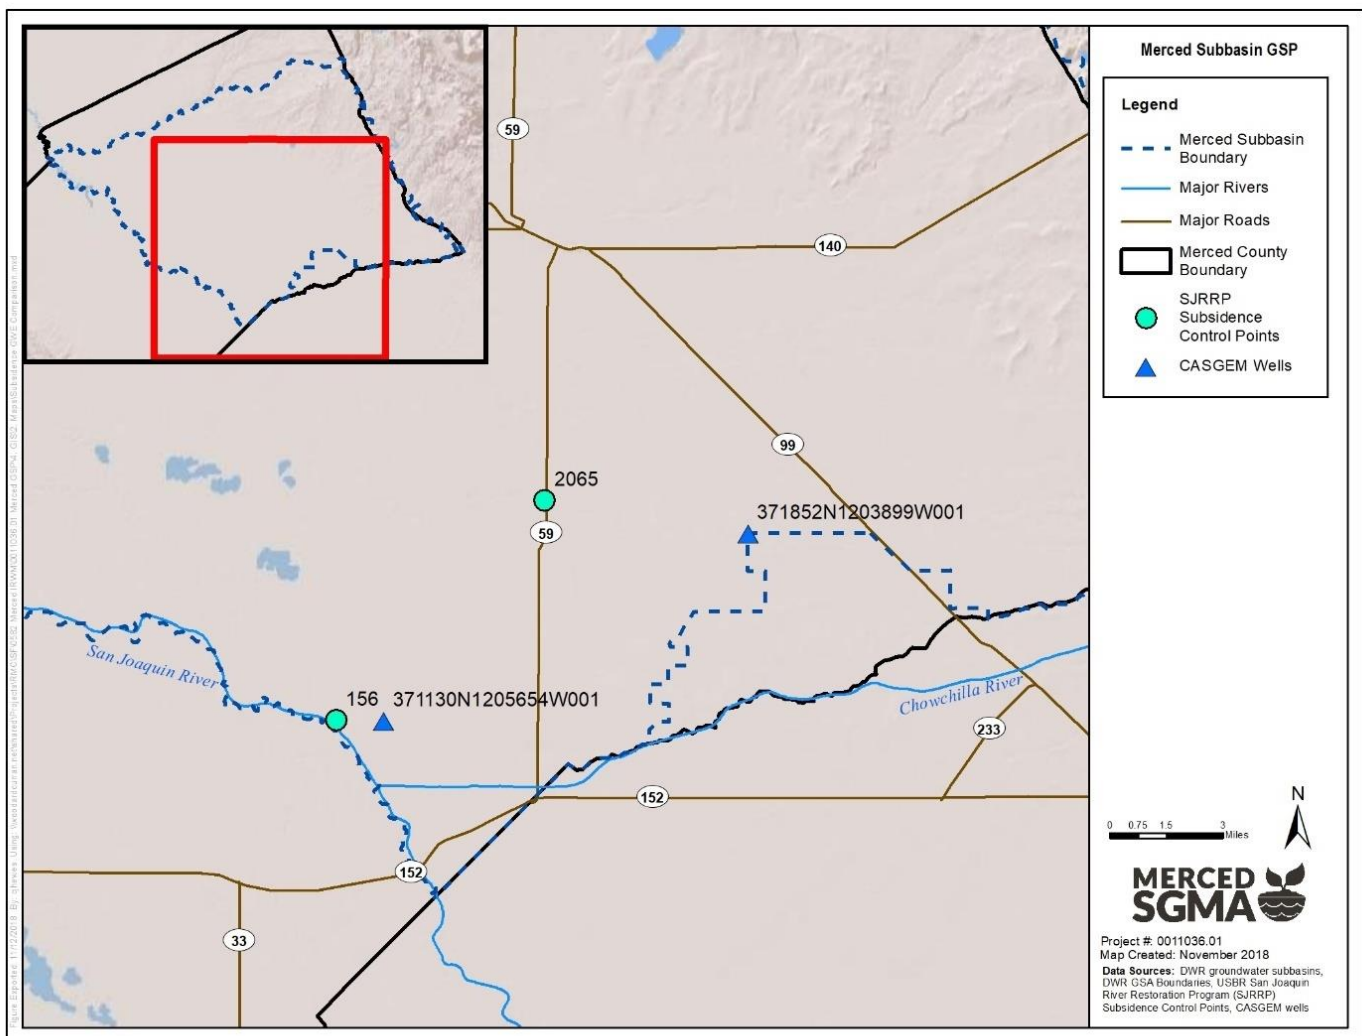 Merced Subbasin GSP
Legend
Merced Subbasin
Boundary
Major Rivers
Major Roads
Merced County
Boundary
SJRRP
Subsidence
Control Points
CASGEM Wells
59
140
99
2065
59
371852N1203899W001
San Joaquin River
156
371130N1205654W001
Chowchilla River
233
152
152
33
N
0 0.75 1.5 3
Miles
MERCED
SGMA
Project #: 0011036.01
Map Created: November 2018
Data Sources: DWR groundwater subbasins,
DWR GSA Boundaries, USBR San Joaquin
River Restoration Program (SJRRP)
Subsidence Control Points, CASGEM wells